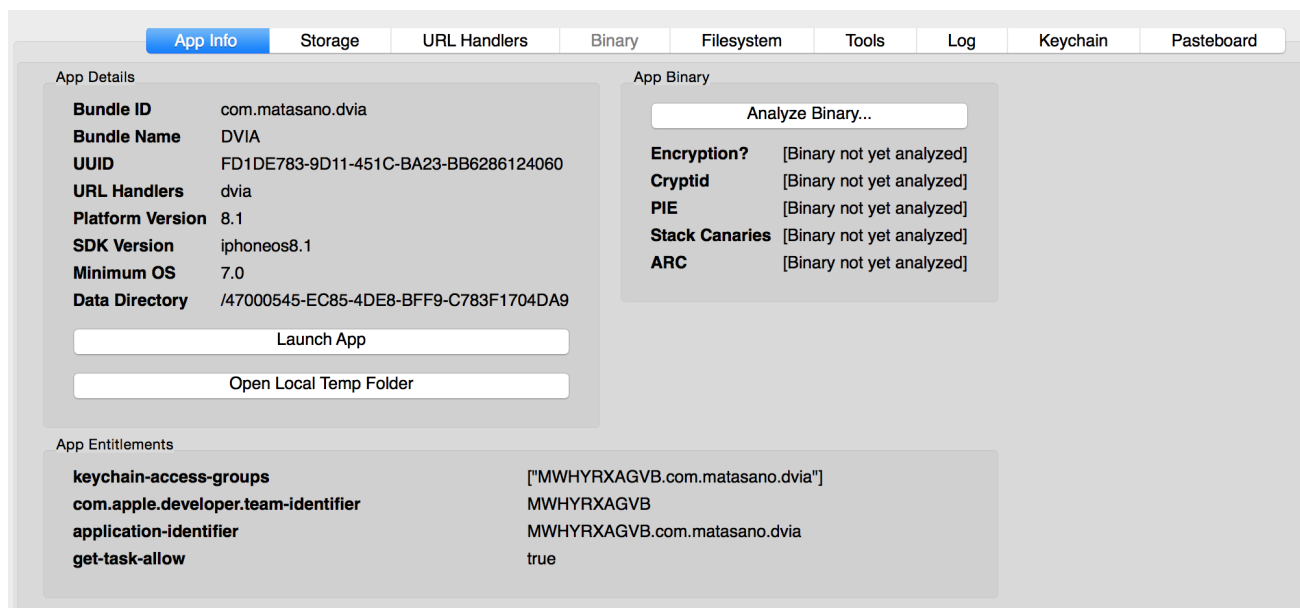 App Info Storage URL Handlers Binary Filesystem Tools Log Keychain Pasteboard
App Details
Bundle ID com.matasano.dvia
Bundle Name DVIA
UUID FD1DE783-9D11-451C-BA23-BB6286124060
URL Handlers dvia
Platform Version 8.1
SDK Version iphoneos8.1
Minimum OS 7.0
Data Directory /47000545-EC85-4DE8-BFF9-C783F1704DA9
Launch App
Open Local Temp Folder
App Binary
Analyze Binary...
Encryption? [Binary not yet analyzed]
Cryptid [Binary not yet analyzed]
PIE [Binary not yet analyzed]
Stack Canaries [Binary not yet analyzed]
ARC [Binary not yet analyzed]
App Entitlements
keychain-access-groups ["MWHYRXAGVB.com.matasano.dvia"]
com.apple.developer.team-identifier MWHYRXAGVB
application-identifier MWHYRXAGVB.com.matasano.dvia
get-task-allow true